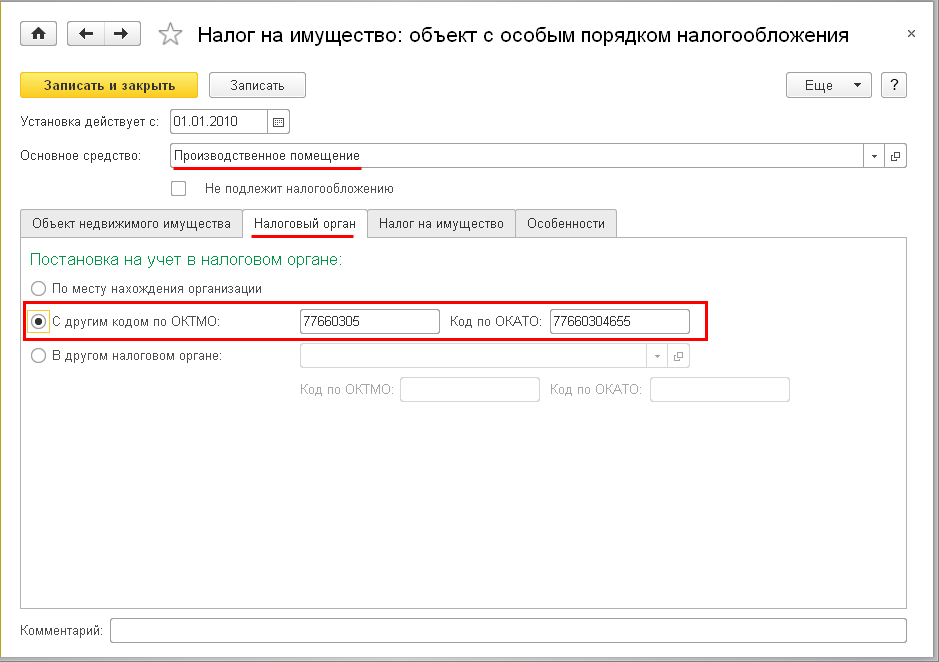 Налог на имущество: объект с особым порядком налогообложения
Записать и закрыть Записать Еще ?
Установка действует с: 01.01.2010
Основное средство: Производственное помещение
Не подлежит налогообложению
Объект недвижимого имущества Налоговый орган Налог на имущество Особенности
Постановка на учет в налоговом органе:
По месту нахождения организации
С другим кодом по ОКТМО: 77660305 Код по ОКАТО: 77660304655
В другом налоговом органе:
Код по ОКТМО: Код по ОКАТО:
Комментарий: